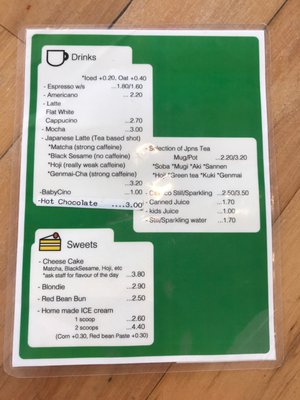 Drinks
*Iced +0.20, Oat +0.40
- Espresso w/s ...1.80/1.60
- Americano ... 2.20
- Latte
Flat White
Cappucino ...2.70
- Mocha ...3.00
- Japanese Latte (Tea based shot)
*Matcha (strong caffeine)
*Black Sesame (no caffeine)
*Hoji (really weak caffeine)
*Genmai-Cha (strong caffeine)
...3.20
-BabyCino ...1.00
-Hot Chocolate ....3.00
- Selection of Jpns Tea
Mug/Pot ...2.20/3.20
*Soba *Mugi *Aki *Sannen
*Hoji *Green tea *Kuki *Genmai
Still/Sparkling ...2.50/3.50
- Canned Juice ...1.70
- kids Juice ...1.00
- Still/Sparkling water ...1.70
Sweets
- Cheese Cake
Matcha, BlackSesame, Hoji, etc
*ask staff for flavour of the day ...3.80
- Blondie ...2.90
- Red Bean Bun ...2.50
- Home made ICE cream
1 scoop ...2.60
2 scoops ...4.40
(Corn +0.30, Red bean Paste +0.30)